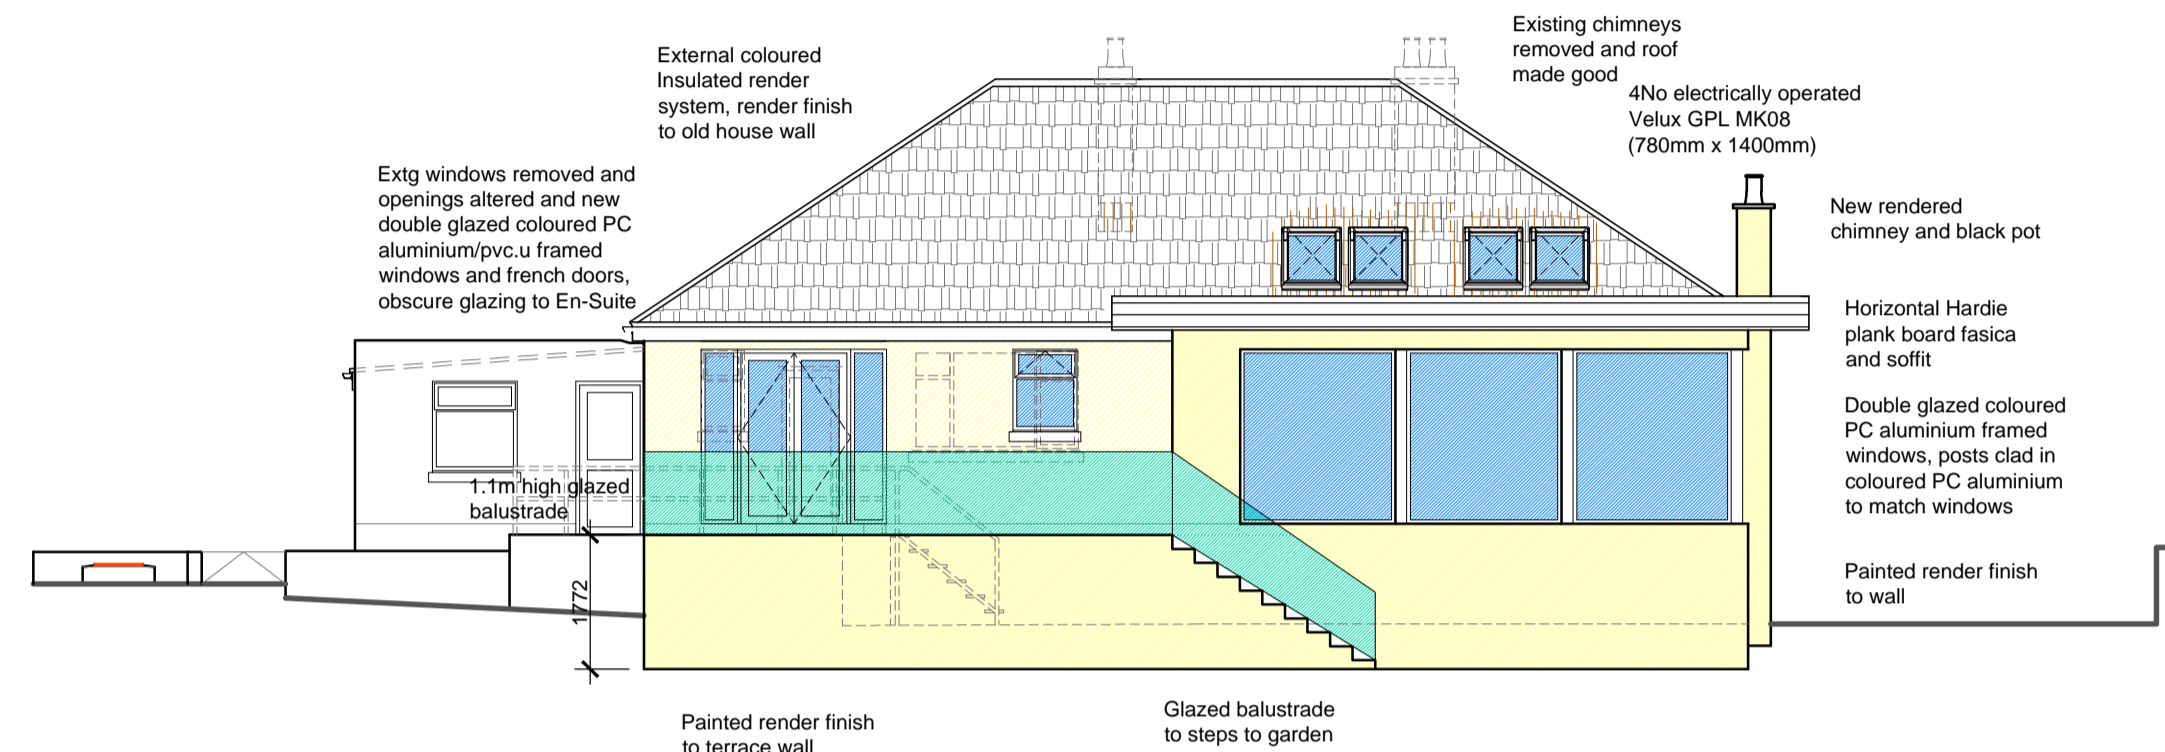 External coloured
Insulated render
system, render finish
to old house wall
Existing chimneys
removed and roof
made good
4No electrically operated
Velux GPL MK08
(780mm x 1400mm)
Extg windows removed and
openings altered and new
double glazed coloured PC
aluminium/pvc.u framed
windows and french doors,
obscure glazing to En-Suite
New rendered
chimney and black pot
Horizontal Hardie
plank board fasica
and soffit
Double glazed coloured
PC aluminium framed
windows, posts clad in
coloured PC aluminium
to match windows
1.1m high glazed
balustrade
1772
Painted render finish
to wall
Painted render finish
to terrace wall
Glazed balustrade
to steps to garden